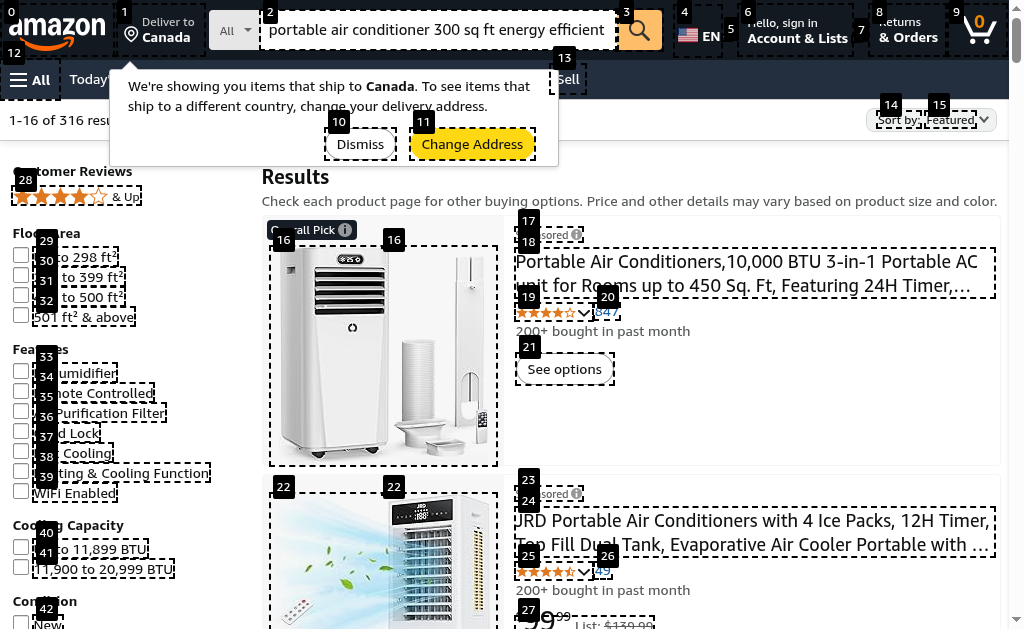 0
1
2
3
4
5
6
7
8
9
amazon
Deliver to
Canada
All
portable air conditioner 300 sq ft energy efficient
EN
Hello, sign in
Account & Lists
Returns
& Orders
0
12
All
Today'
13
Sell
We're showing you items that ship to Canada. To see items that
ship to a different country, change your delivery address.
10
Dismiss
11
Change Address
1-16 of 316
14
15
Sort by: Featured
Customer Reviews
28
& Up
Results
Check each product page for other buying options. Price and other details may vary based on product size and color.
Floor Area
29
to 298 ft²
30
to 399 ft²
31
to 500 ft²
32
501 ft² & above
Features
33
34
35
Purification Filter
36
Lock
37
Cooling
38
& Cooling Function
39
WiFi Enabled
Cooling Capacity
40
to 11,899 BTU
41
11,900 to 20,999 BTU
Condition
42
New
Overall Pick
16
16
17
Sponsored
18
Portable Air Conditioners,10,000 BTU 3-in-1 Portable AC
unit for Rooms up to 450 Sq. Ft, Featuring 24H Timer,...
19
20
847
200+ bought in past month
21
See options
22
22
JRD
23
Sponsored
24
JRD Portable Air Conditioners with 4 Ice Packs, 12H Timer,
Top Fill Dual Tank, Evaporative Air Cooler Portable with ...
25
26
49
200+ bought in past month
27
99
List: $139.99